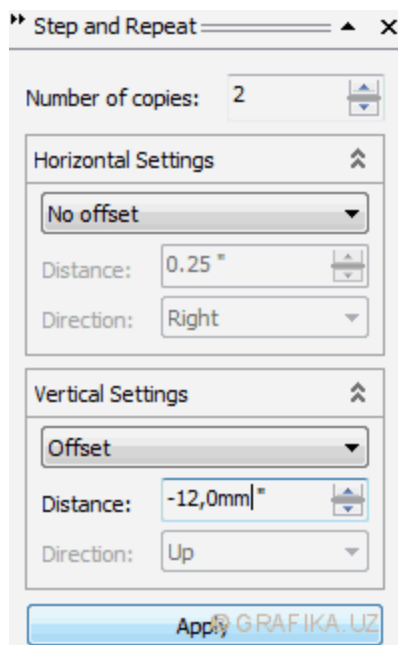 Step and Repeat
Number of copies: 2
Horizontal Settings
No offset
Distance: 0.25 "
Direction: Right
Vertical Settings
Offset
Distance: -12,0mm"
Direction: Up
Apply
GRAFIKA.UZ